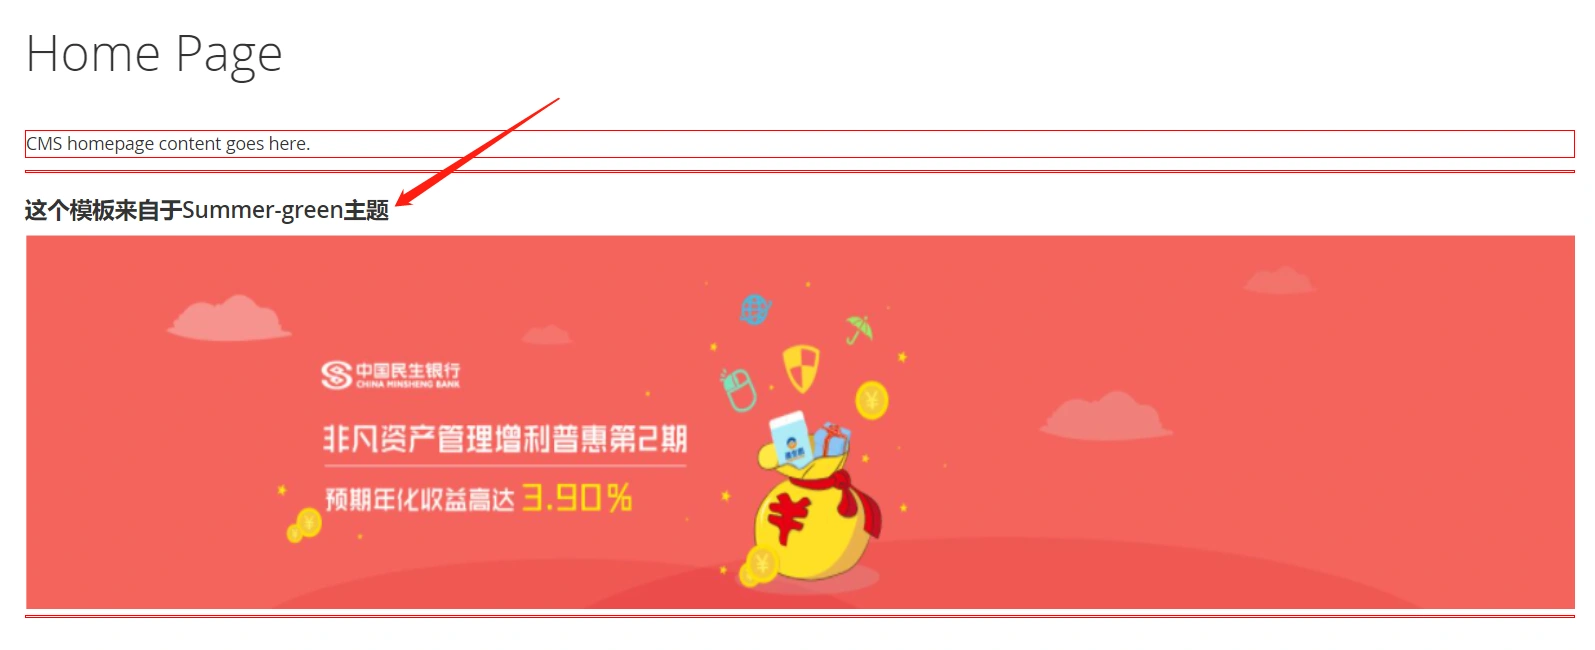 Home Page
CMS homepage content goes here.
这个模板来自于Summer-green主题
中国民生银行
CHINA MINSHENG BANK
非凡资产管理增利普惠第2期
预期年化收益高达 3.90%
¥
¥
¥
¥
¥